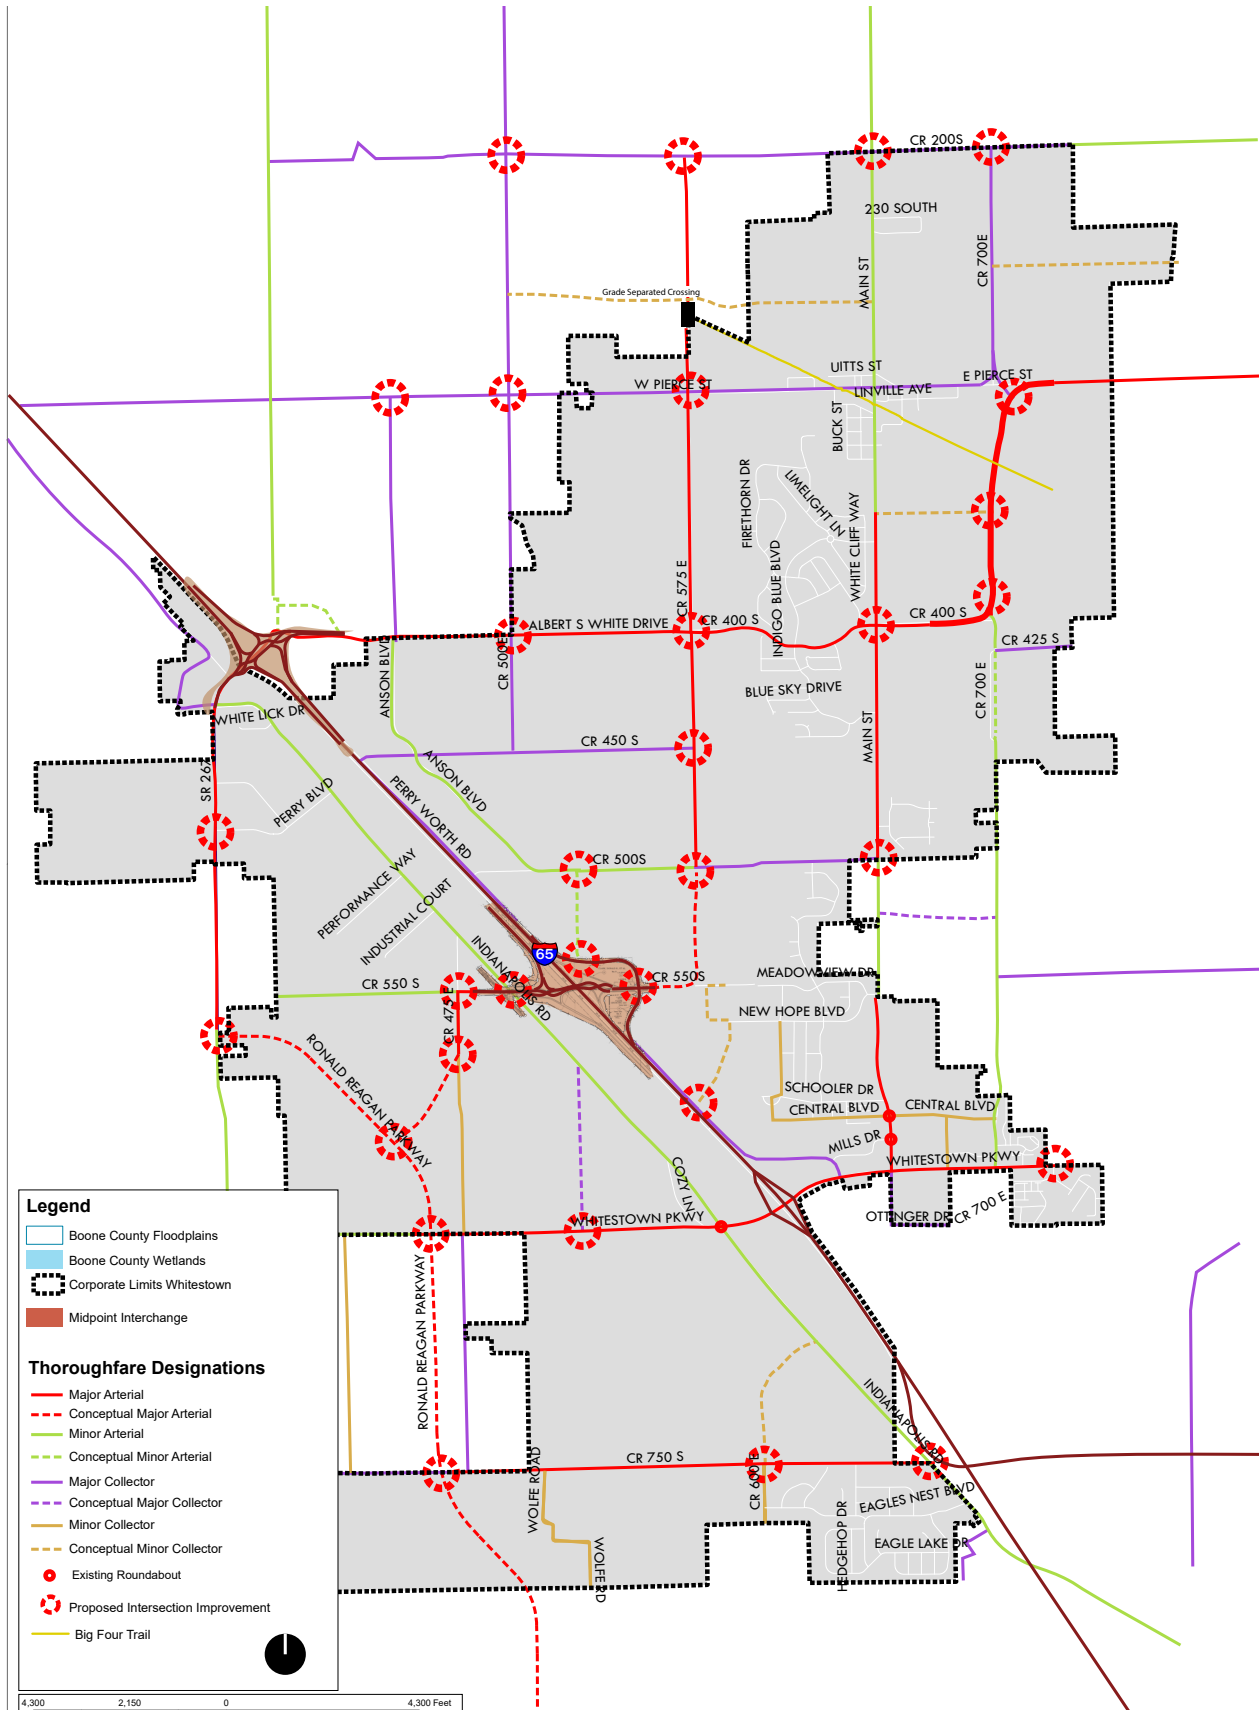 CR 200S
230 SOUTH
MAIN ST
CR 700E
Grade Separated Crossing
UITTS ST
E PIERCE ST
W PIERCE ST
LINVILLE AVE
BUCK ST
FIRETHORN DR
LIMELIGHT LN
WHITE CLIFF WAY
INDIGO BLUE BLVD
CR 575 E
ALBERT S WHITE DRIVE
CR 400 S
CR 400 S
CR 425 S
ANSON BLVD
CR 500E
BLUE SKY DRIVE
CR 700 E
WHITE LICK DR
CR 450 S
MAIN ST
SR 267
PERRY BLVD
ANSON BLVD
PERRY WORTH RD
CR 500S
PERFORMANCE WAY
INDUSTRIAL COURT
INDIANAPOLIS RD
65
CR 550S
MEADOWVIEW DR
CR 550 S
CR 475 E
NEW HOPE BLVD
RONALD REAGAN PARKWAY
SCHOOLER DR
CENTRAL BLVD
CENTRAL BLVD
MILLS DR
WHITESTOWN PKWY
COZY LN
WHITESTOWN PKWY
OTTINGER DR
CR 700 E
RONALD REAGAN PARKWAY
INDIANAPOLIS RD
CR 750 S
WOLFE ROAD
CR 600 E
EAGLES NEST BLVD
HEDGEHOP DR
EAGLE LAKE DR
WOLFE RD
Legend
Boone County Floodplains
Boone County Wetlands
Corporate Limits Whitestown
Midpoint Interchange
Thoroughfare Designations
Major Arterial
Conceptual Major Arterial
Minor Arterial
Conceptual Minor Arterial
Major Collector
Conceptual Major Collector
Minor Collector
Conceptual Minor Collector
Existing Roundabout
Proposed Intersection Improvement
Big Four Trail
4,300 2,150 0 4,300 Feet